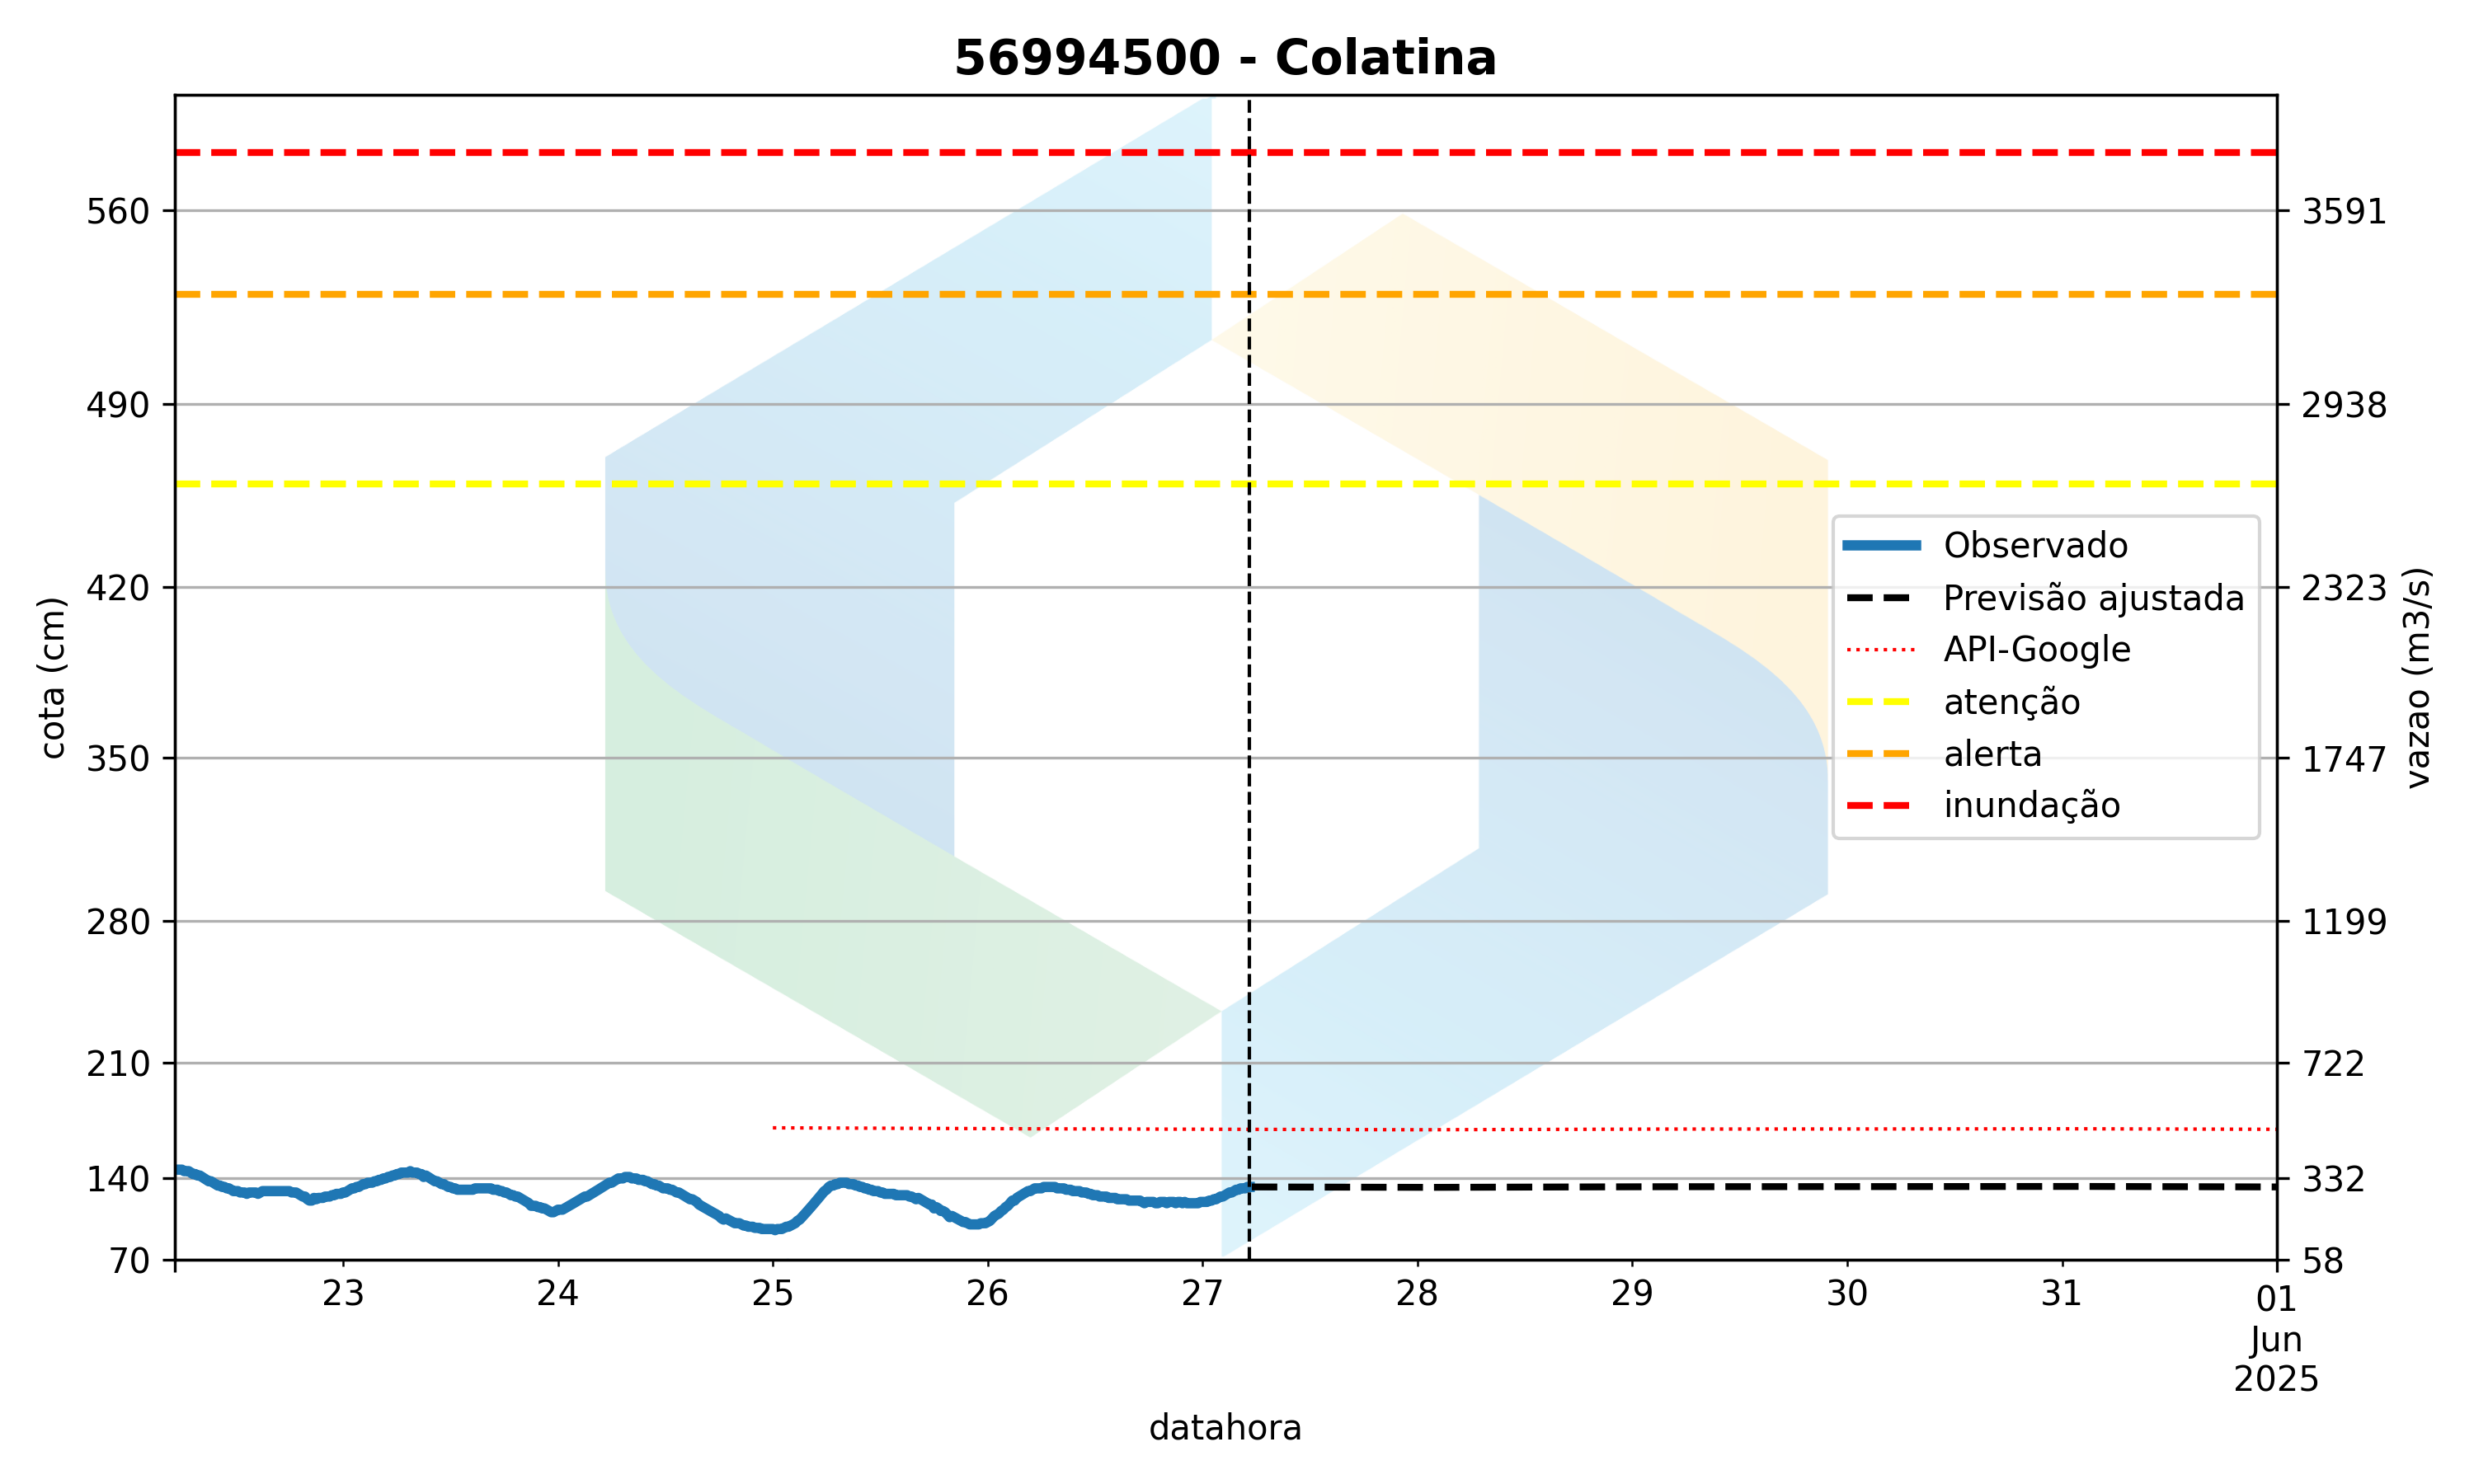 56994500 - Colatina
560
490
420
350
280
210
140
70
cota (cm)
3591
2938
2323
1747
1199
722
332
58
vazao (m3/s)
Observado
Previsão ajustada
API-Google
atenção
alerta
inundação
23 24 25 26 27 28 29 30 31 01
Jun
2025
datahora